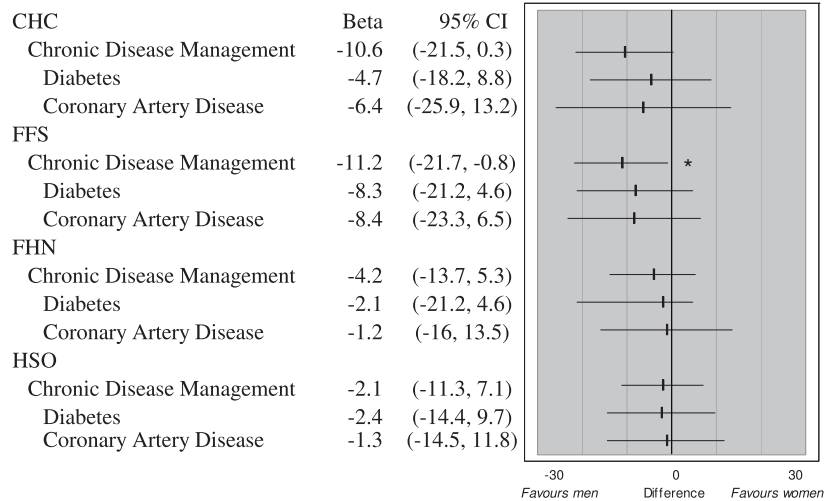 CHC Beta 95% CI
Chronic Disease Management -10.6 (-21.5, 0.3)
Diabetes -4.7 (-18.2, 8.8)
Coronary Artery Disease -6.4 (-25.9, 13.2)
FFS
Chronic Disease Management -11.2 (-21.7, -0.8) *
Diabetes -8.3 (-21.2, 4.6)
Coronary Artery Disease -8.4 (-23.3, 6.5)
FHN
Chronic Disease Management -4.2 (-13.7, 5.3)
Diabetes -2.1 (-21.2, 4.6)
Coronary Artery Disease -1.2 (-16, 13.5)
HSO
Chronic Disease Management -2.1 (-11.3, 7.1)
Diabetes -2.4 (-14.4, 9.7)
Coronary Artery Disease -1.3 (-14.5, 11.8)
-30 0 30
Favours men Difference Favours women